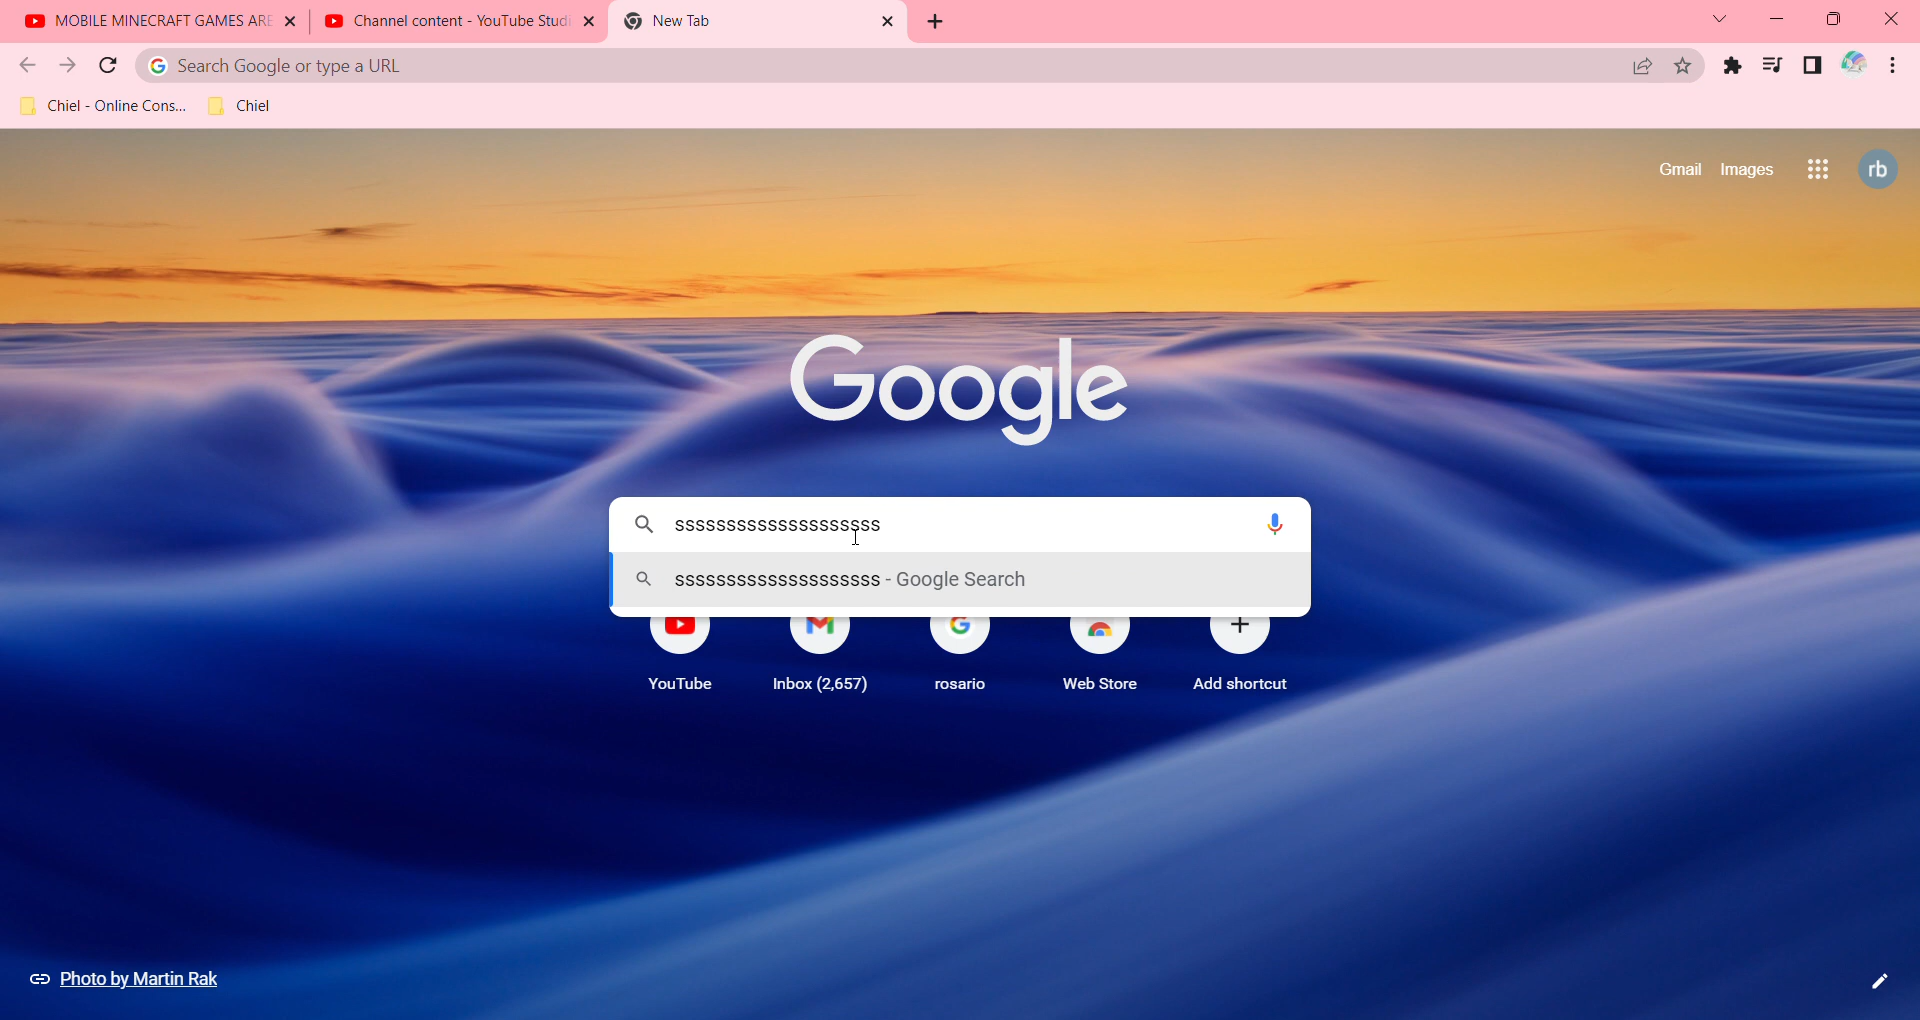 MOBILE MINECRAFT GAMES ARE
Channel content - YouTube Studi
New Tab
Search Google or type a URL
Chiel - Online Cons...
Chiel
Gmail
Images
rb
Google
ssssssssssssssssssss
ssssssssssssssssssss - Google Search
YouTube
Inbox (2,657)
rosario
Web Store
Add shortcut
Photo by Martin Rak